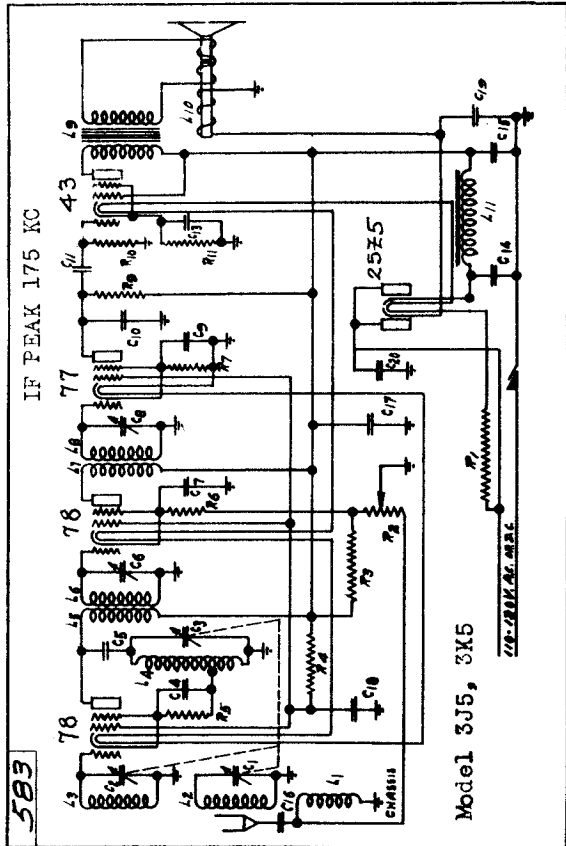 583
IF PEAK 175 KC
78
78
77
43
25Z5
L1
L2
L3
L4
L5
L6
L7
L8
L9
L10
L11
C1
C2
C3
C4
C5
C6
C7
C8
C9
C10
C11
C13
C14
C15
C16
C17
C18
C19
C20
R1
R2
R3
R4
R5
R6
R7
R9
R10
R11
CHASSIS
110-120V. AC. OR D.C.
Model 3J5, 3K5